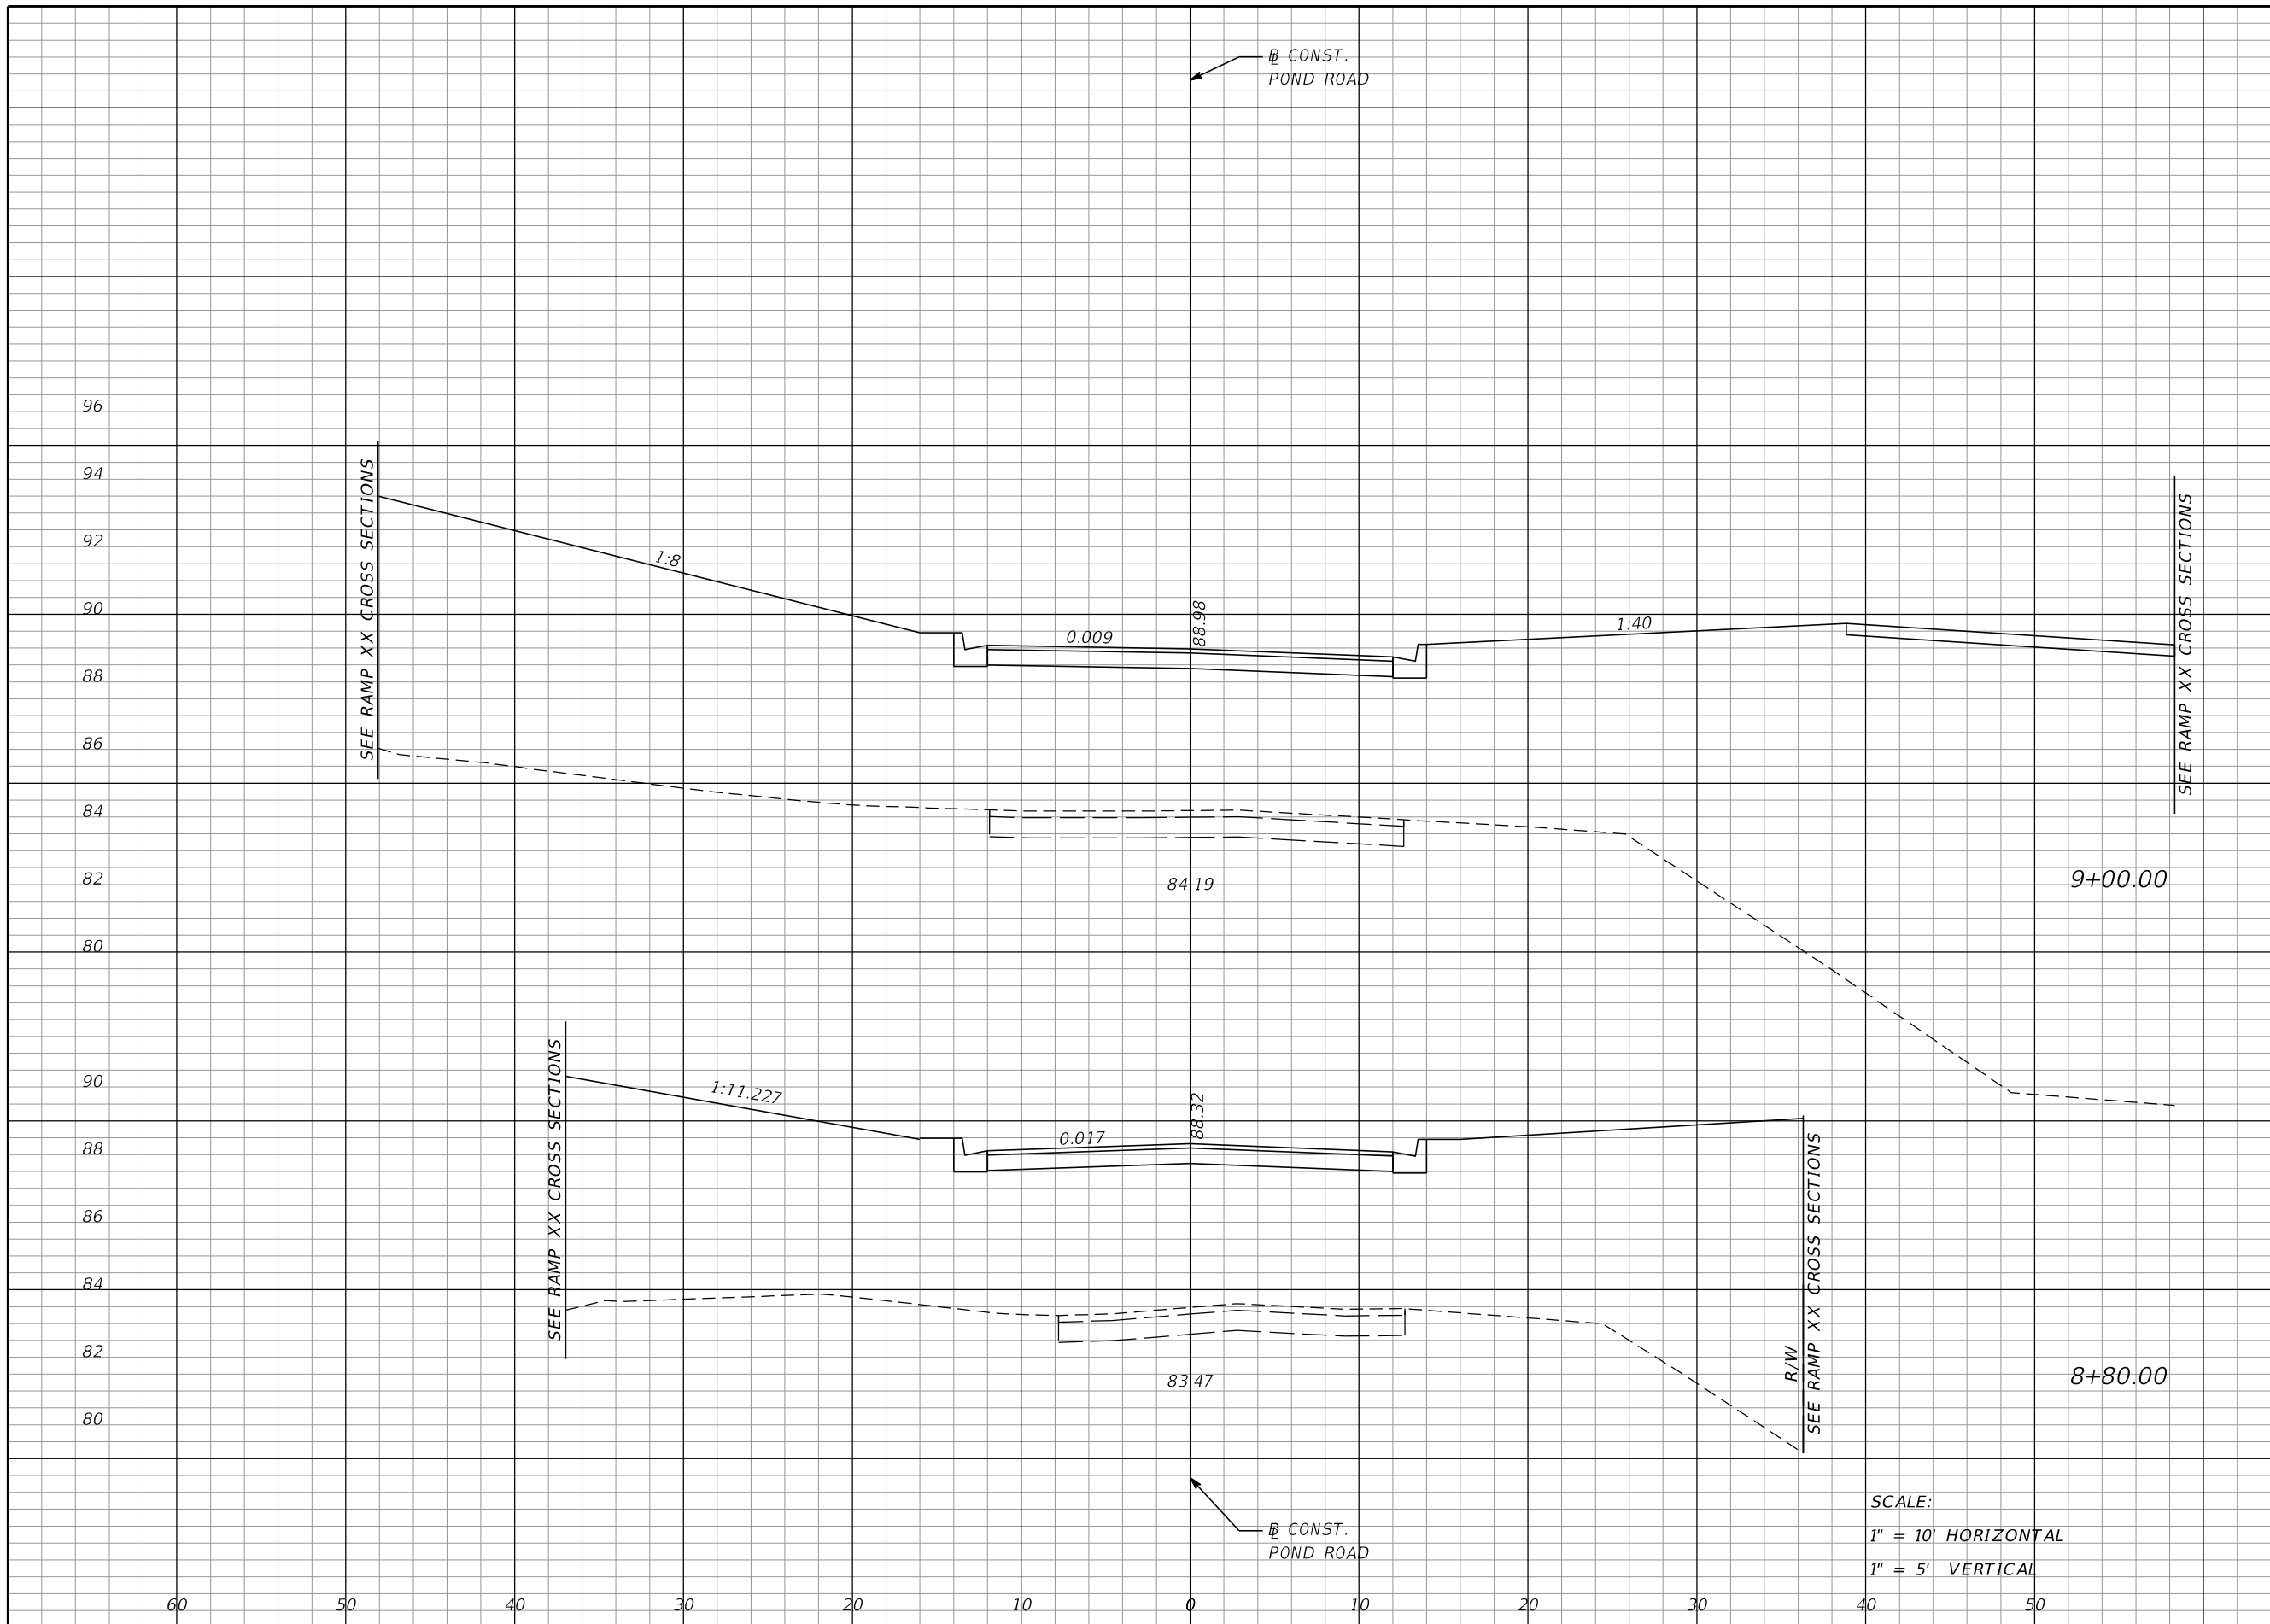 ℄ CONST.
POND ROAD
96
94
92
90
88
86
84
82
80
SEE RAMP XX CROSS SECTIONS
1:8
0.009
88.98
1:40
SEE RAMP XX CROSS SECTIONS
84.19
9+00.00
90
88
86
84
82
80
SEE RAMP XX CROSS SECTIONS
1:11.227
0.017
88.32
R/W
SEE RAMP XX CROSS SECTIONS
83.47
8+80.00
℄ CONST.
POND ROAD
SCALE:
1" = 10' HORIZONTAL
1" = 5' VERTICAL
60 50 40 30 20 10 0 10 20 30 40 50